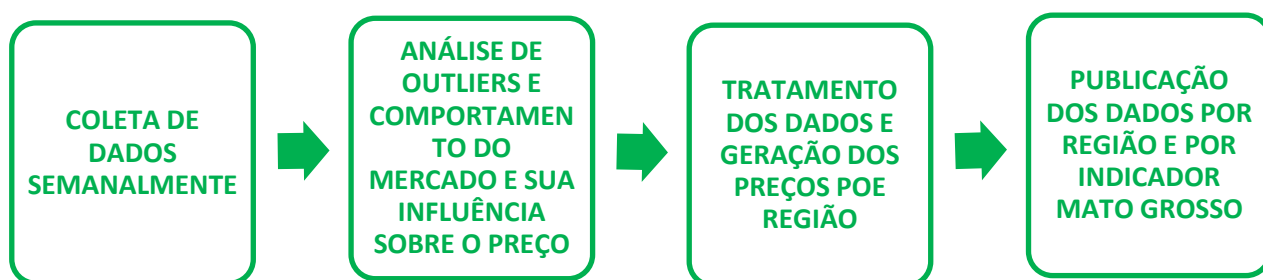 COLETA DE
DADOS
SEMANALMENTE
ANÁLISE DE
OUTLIERS E
COMPORTAMEN
TO DO
MERCADO E SUA
INFLUÊNCIA
SOBRE O PREÇO
TRATAMENTO
DOS DADOS E
GERAÇÃO DOS
PREÇOS POE
REGIÃO
PUBLICAÇÃO
DOS DADOS POR
REGIÃO E POR
INDICADOR
MATO GROSSO